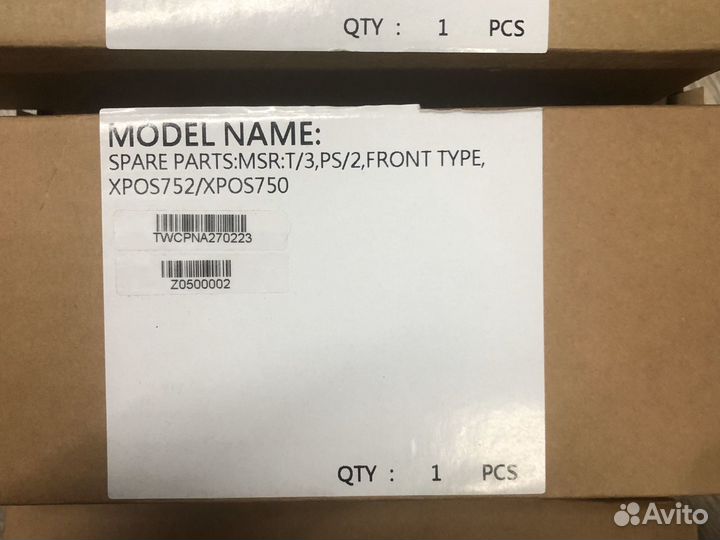 QTY : 1 PCS
MODEL NAME:
SPARE PARTS:MSR:T/3,PS/2,FRONT TYPE,
XPOS752/XPOS750
TWCPNA270223
Z0500002
QTY : 1 PCS
Avito